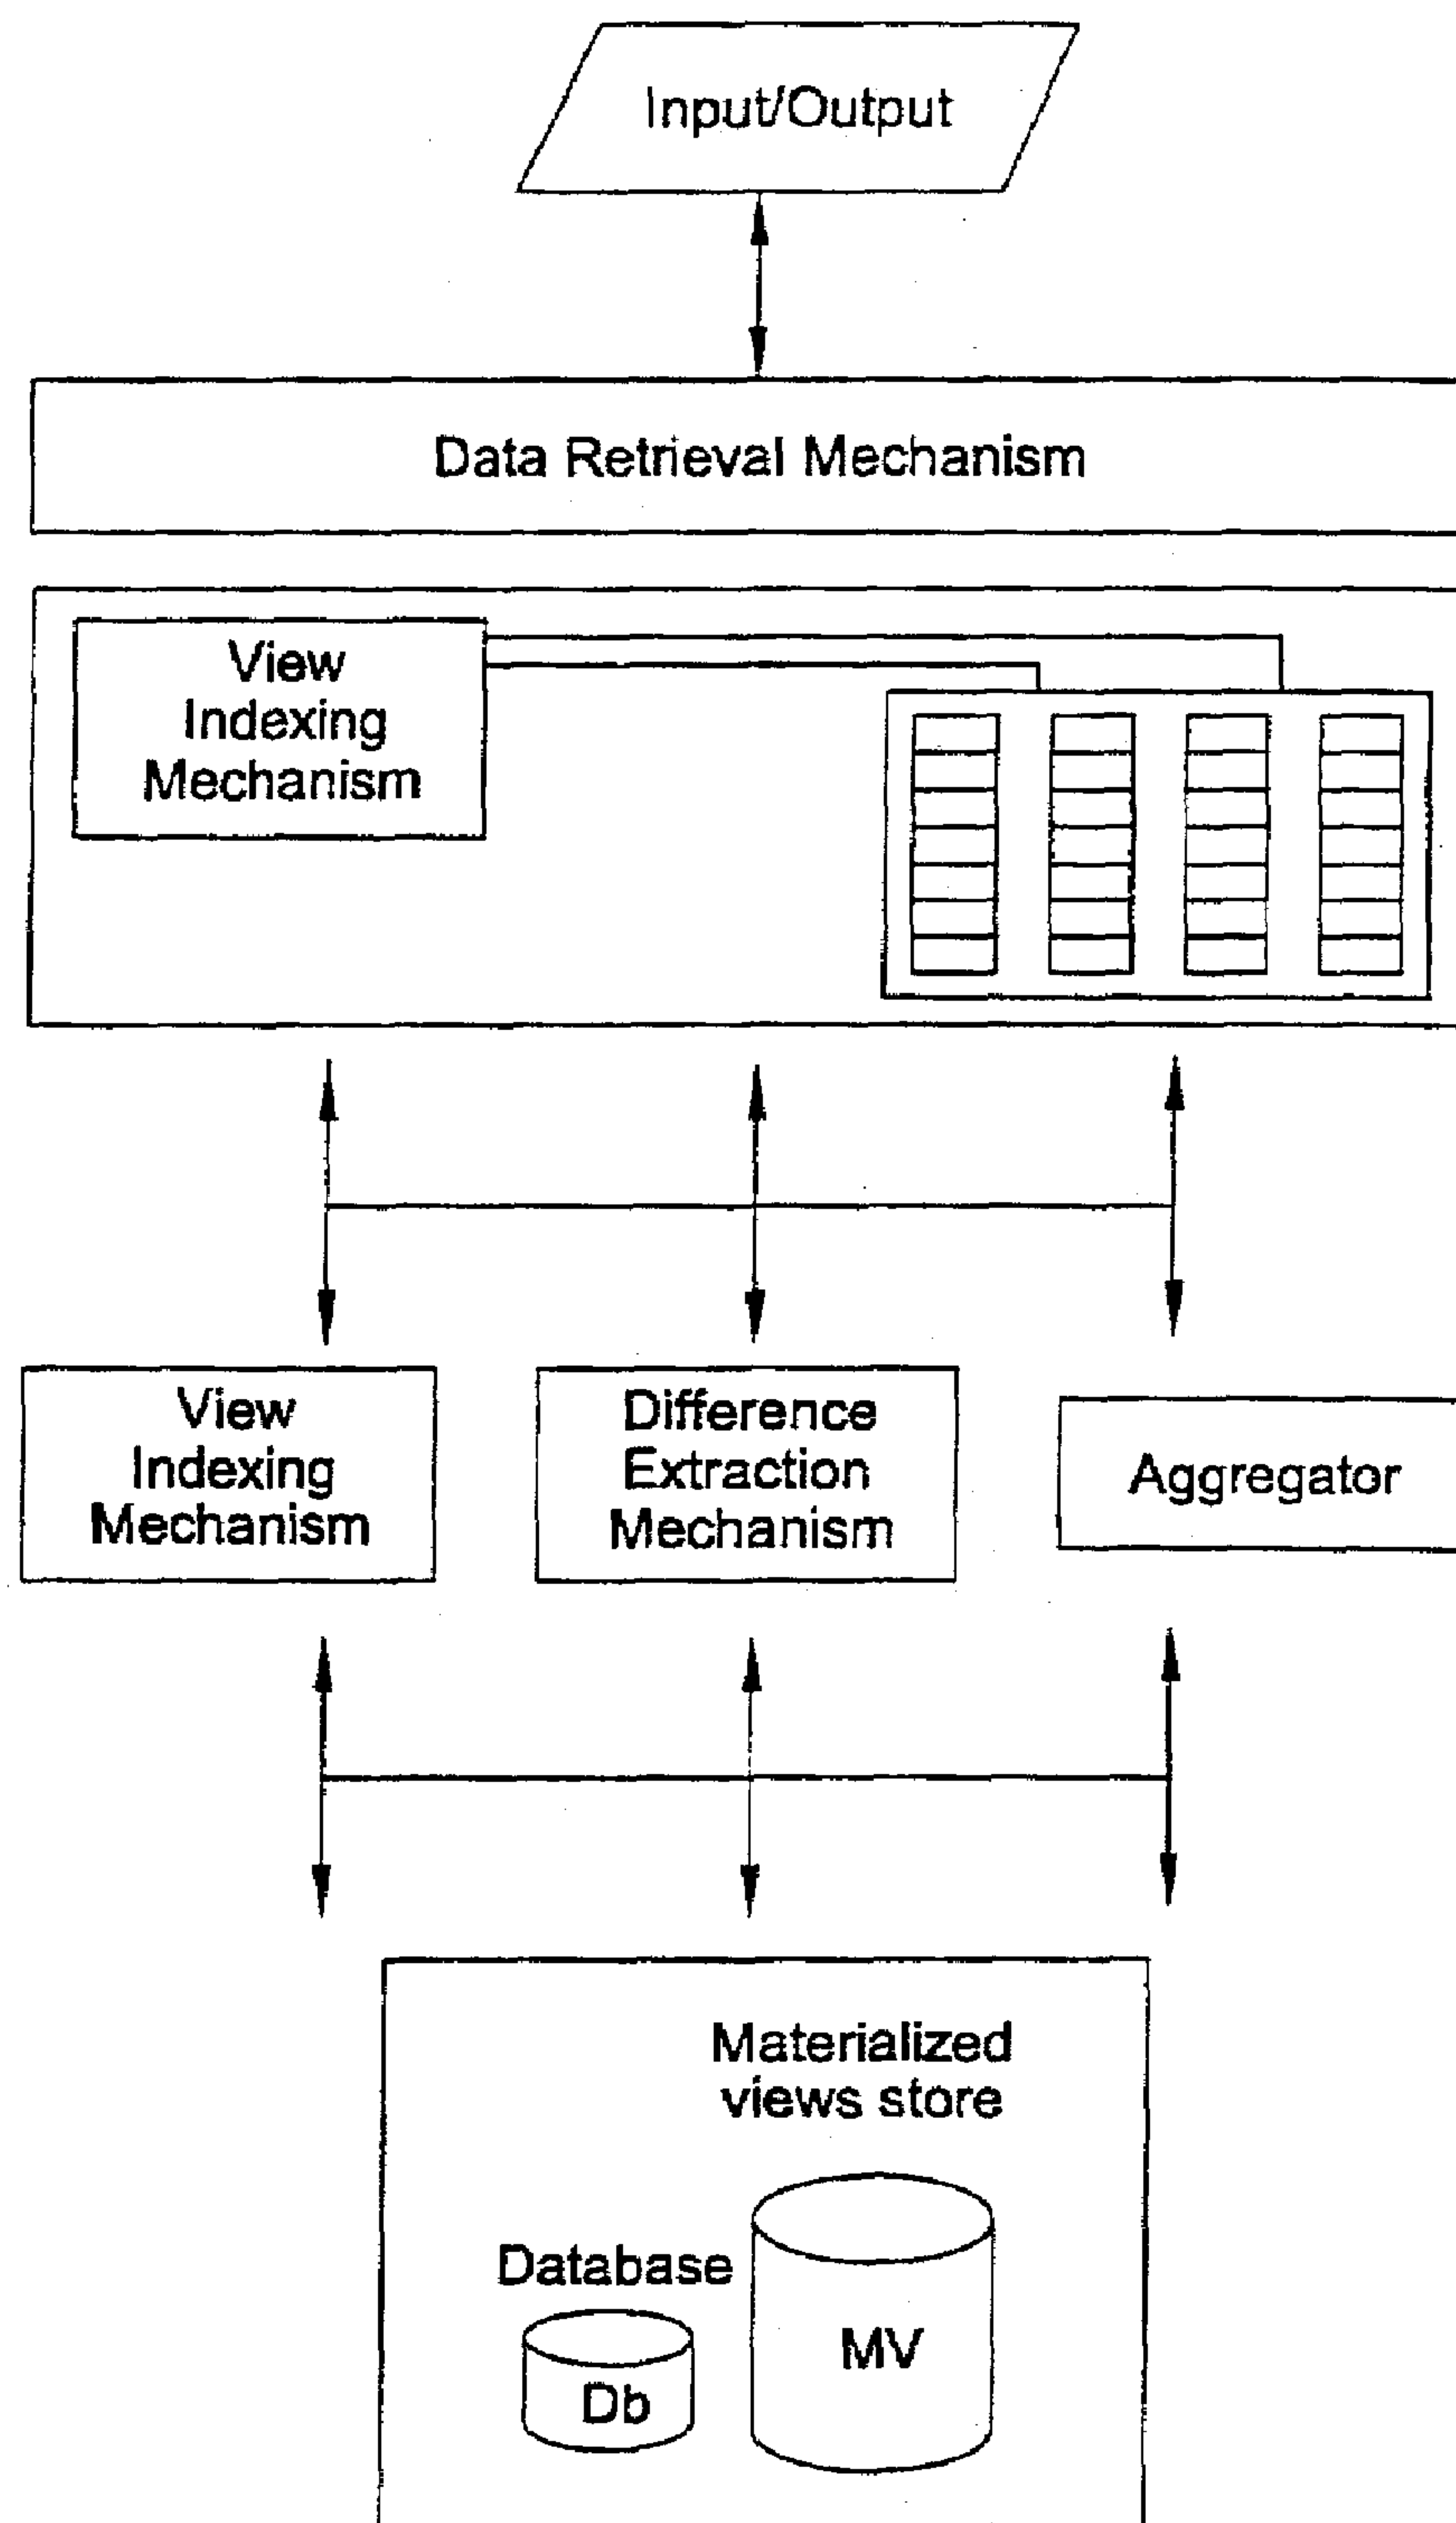 Input/Output
Data Retrieval Mechanism
View
Indexing
Mechanism
View
Indexing
Mechanism
Difference
Extraction
Mechanism
Aggregator
Materialized
views store
Database
MV
Db